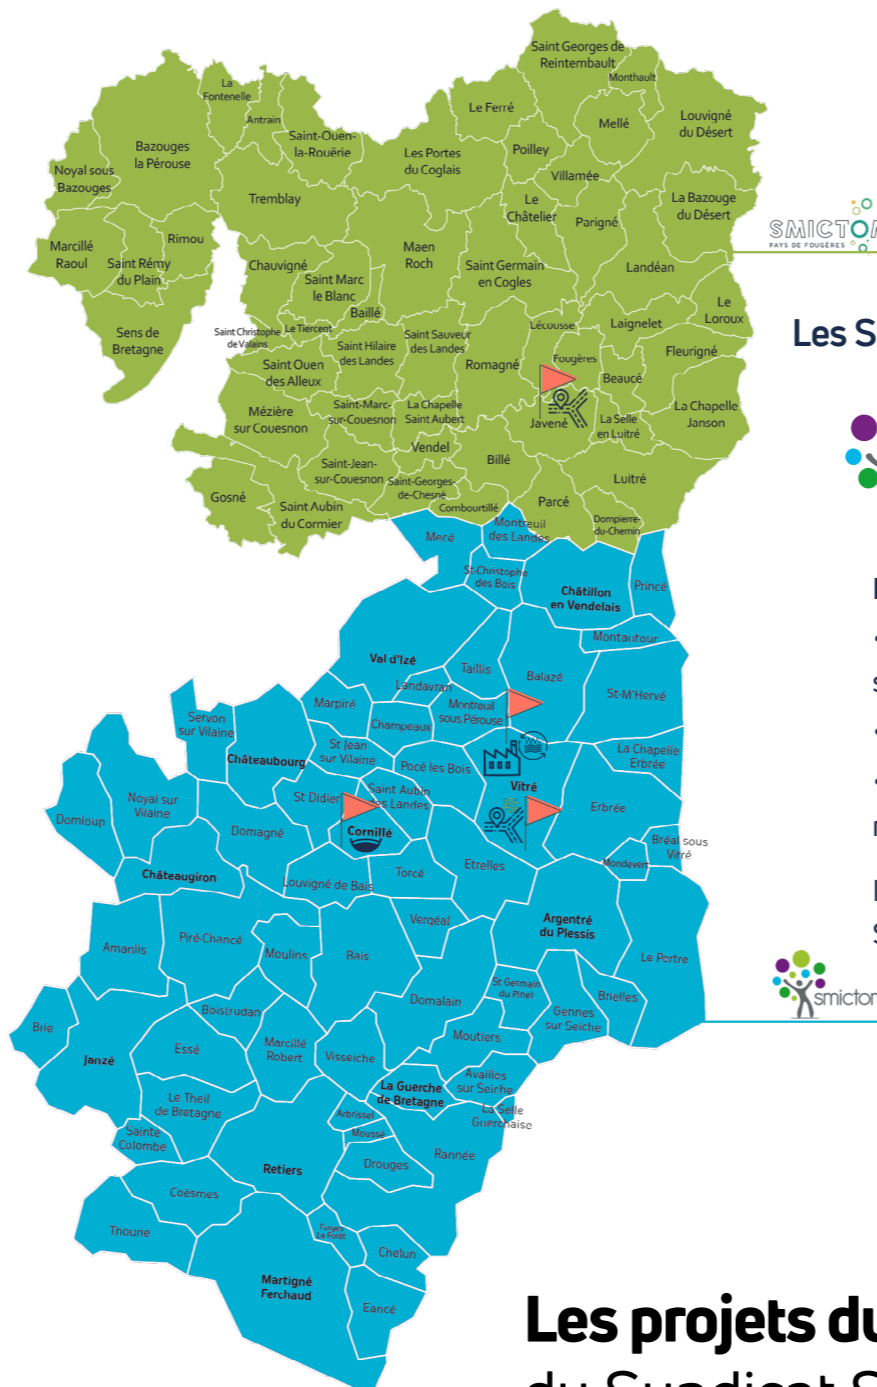 Saint Georges de
Reintembault
Monthault
La
Fontenelle
Antrain
Le Ferré
Mellé
Louvigné
du Désert
Saint-Ouen-
la-Rouërie
Bazouges
la Pérouse
Les Portes
du Coglais
Poilley
Noyal sous
Bazouges
Villamée
Tremblay
Le
Châtelier
La Bazouge
du Désert
Parigné
SMICTOM
PAYS DE FOUGÈRES
Marcillé
Raoul
Rimou
Saint Rémy
du Plain
Maen
Roch
Chauvigné
Saint Germain
en Cogles
Landéan
Saint Marc
le Blanc
Baillé
Le
Loroux
Sens de
Bretagne
Saint Christophe
de Valains
Le Tiercent
Lécousse
Laignelet
Les S
Saint Hilaire
des Landes
Saint Sauveur
des Landes
Fleurigné
Saint Ouen
des Alleux
Romagné
Fougères
Beaucé
Mézière
sur Couesnon
Saint-Marc-
sur-Couesnon
La Chapelle
Saint Aubert
La Chapelle
Janson
Javené
La Selle
en Luitré
Vendel
Billé
Saint-Jean-
sur-Couesnon
Luitré
Saint-Georges-
de-Chesné
Gosné
Saint Aubin
du Cormier
Combourtillé
Parcé
Dompierre-
du-Chemin
Mecé
Montreuil
des Landes
St-Christophe
des Bois
Châtillon
en Vendelais
Princé
Montautour
Val d'Izé
Taillis
Balazé
Landavran
St-M'Hervé
Marpiré
Montreuil
sous Pérouse
Servon
sur Vilaine
Champeaux
St Jean
sur Vilaine
La Chapelle
Erbrée
Châteaubourg
Pocé les Bois
Vitré
Noyal sur
Vilaine
St Didier
Saint Aubin
des Landes
Erbrée
Domloup
Domagné
Cornillé
Bréal sous
Vitré
Mondevert
Châteaugiron
Louvigné de Bais
Torcé
Etrelles
Vergéal
Argentré
du Plessis
Amanlis
Piré-Chancé
Moulins
Bais
Le Pertre
St Germain
du Pinel
Domalain
Brielles
smictom
Gennes
sur Seiche
Brie
Boistrudan
Janzé
Essé
Marcillé
Robert
Visseiche
Moutiers
Availles
sur Seiche
La Guerche
de Bretagne
Le Theil
de Bretagne
Arbrissel
La Selle
Guerchaise
Sainte
Colombe
Moussé
Retiers
Drouges
Rannée
Coësmes
Thourie
Forges
La Forêt
Chelun
Martigné
Ferchaud
Eancé
Les projets du
du Syndicat S